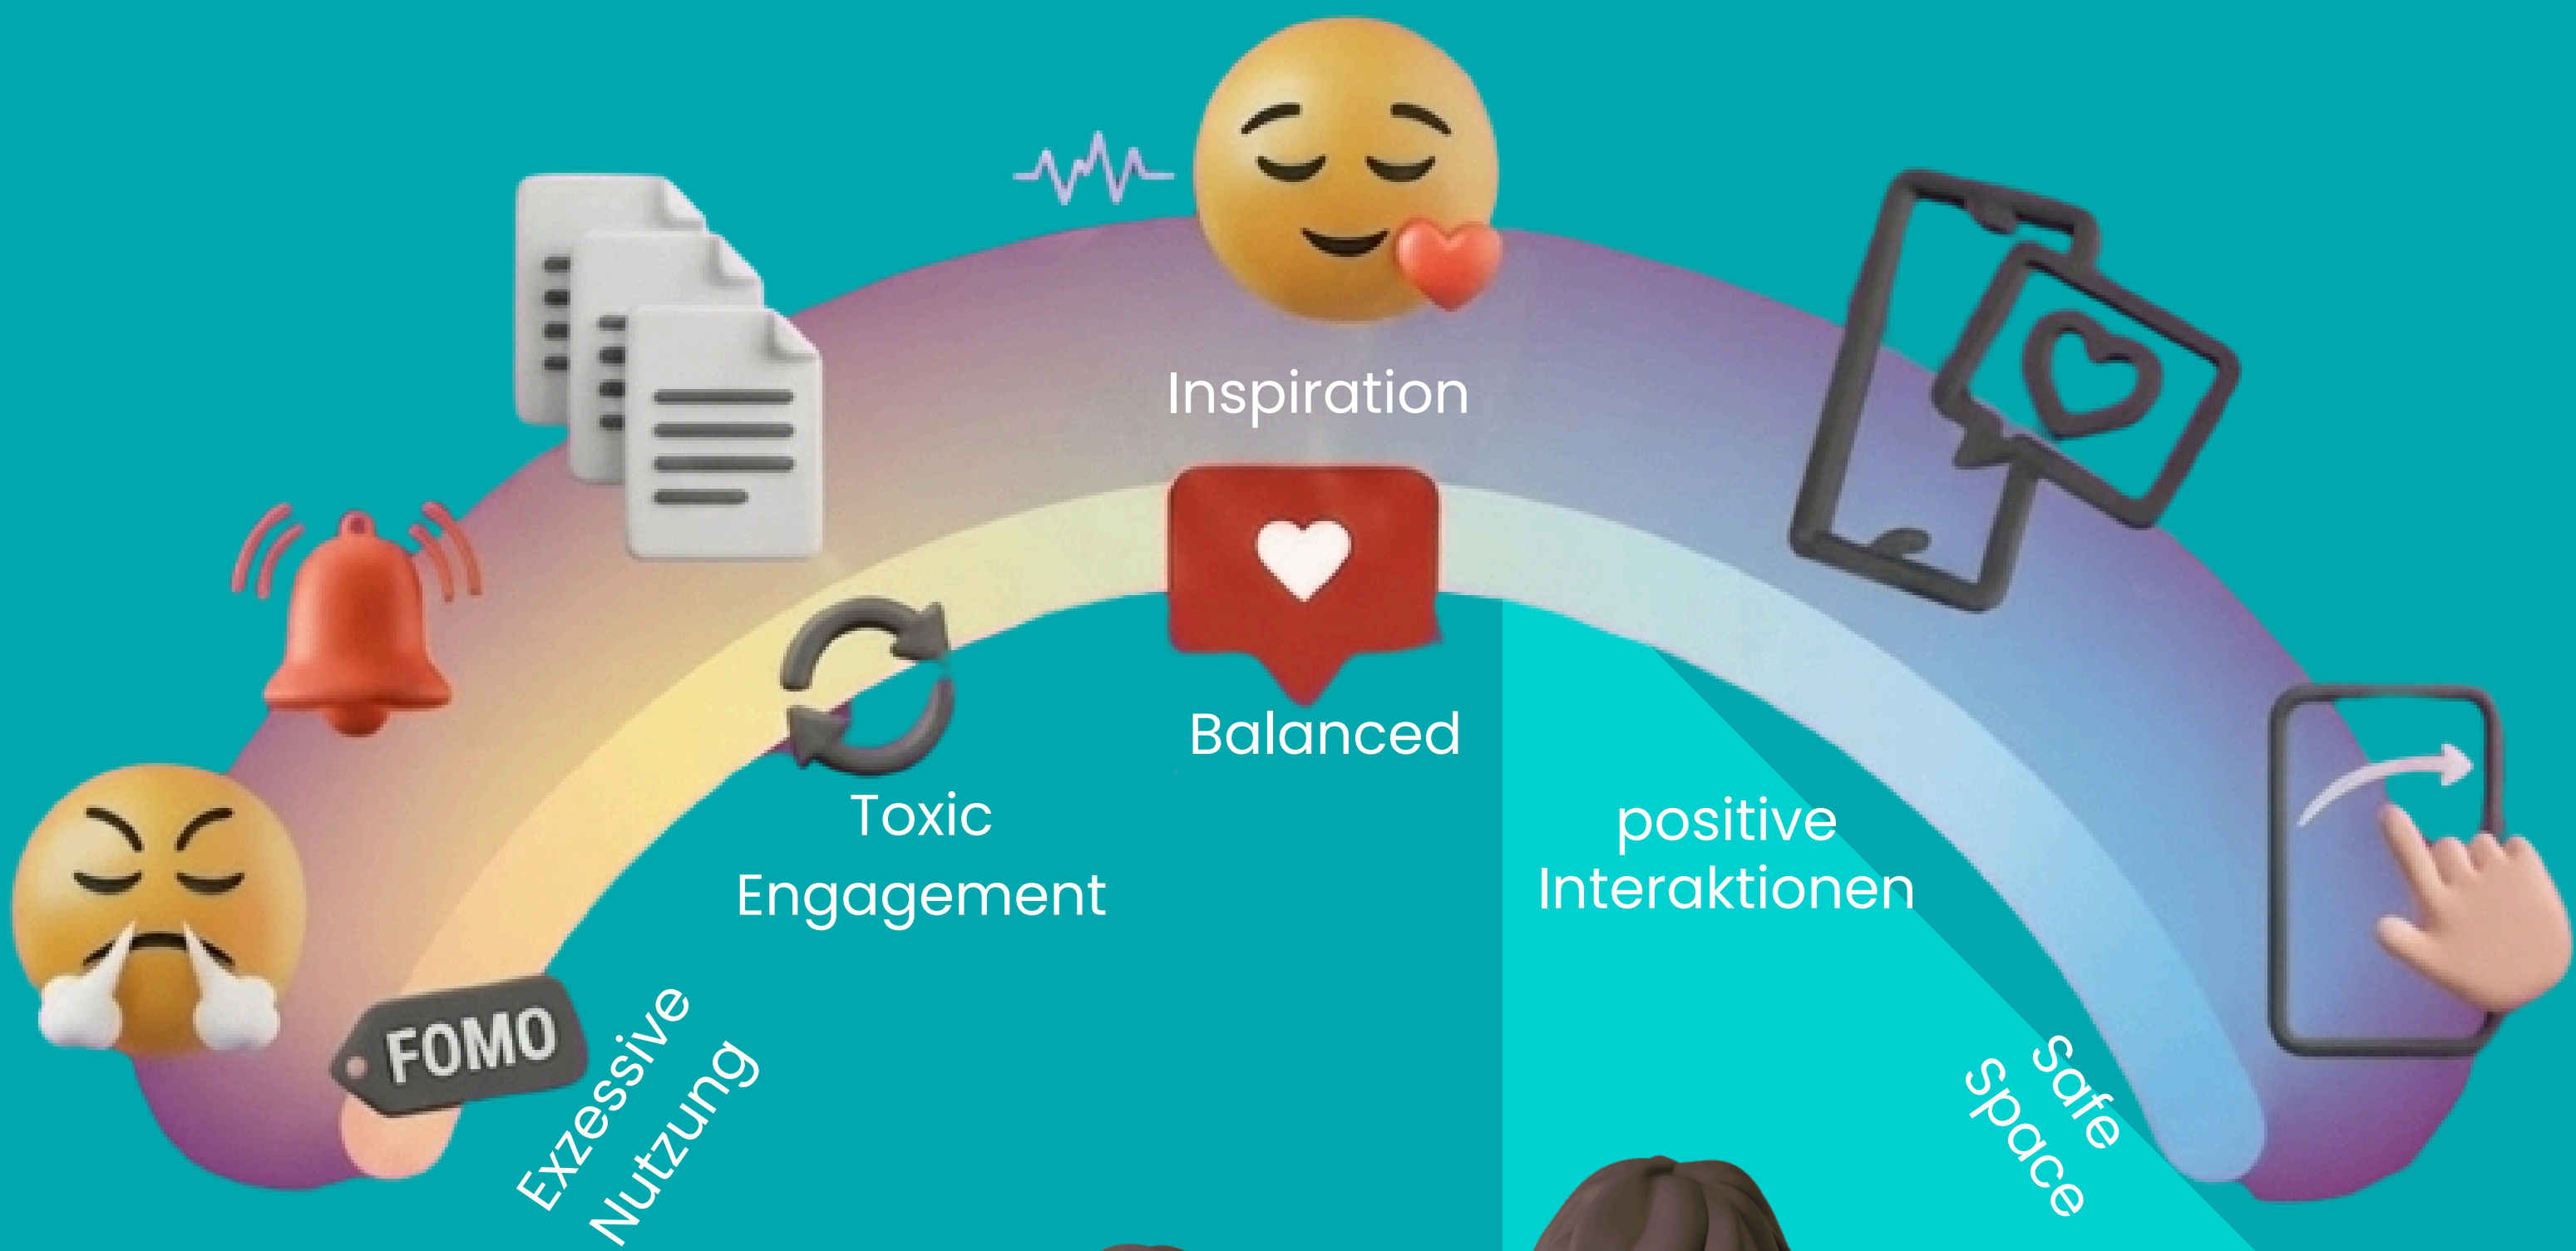 Inspiration
Balanced
Toxic
Engagement
positive
Interaktionen
FOMO
Exzessive
Nutzung
Safe
Space